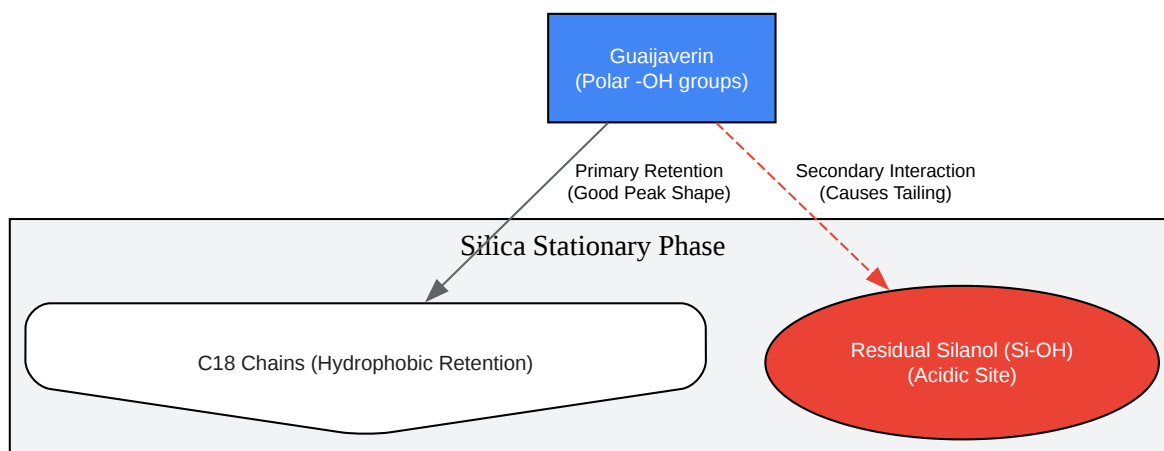 Guaijaverin
(Polar -OH groups)
Primary Retention
(Good Peak Shape)
Secondary Interaction
(Causes Tailing)
Silica Stationary Phase
C18 Chains (Hydrophobic Retention)
Residual Silanol (Si-OH)
(Acidic Site)